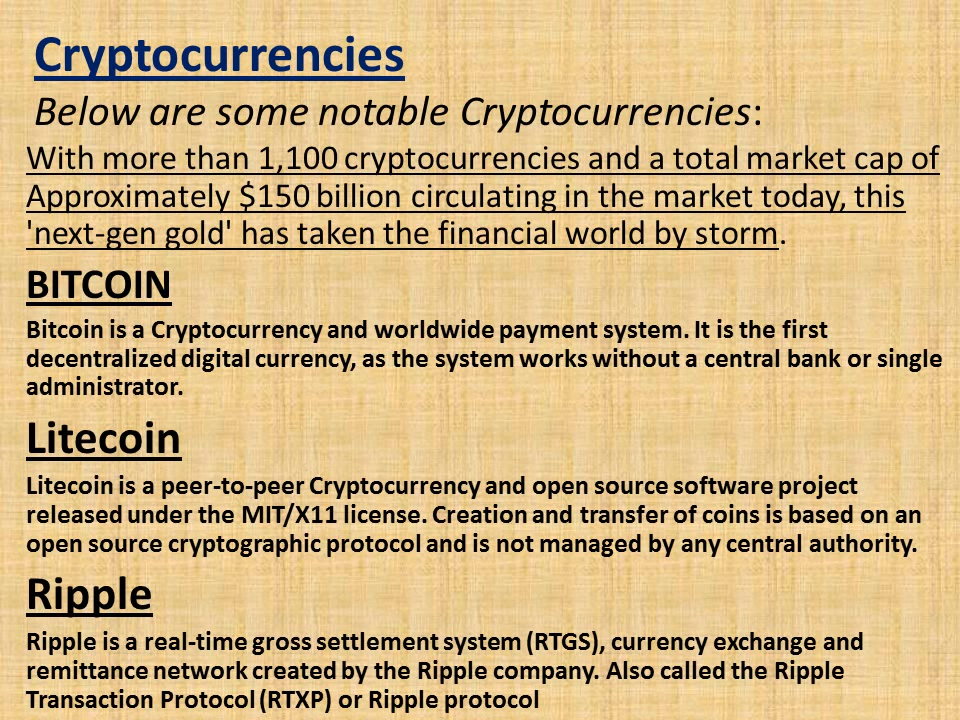 Cryptocurrencies
Below are some notable Cryptocurrencies:
With more than 1,100 cryptocurrencies and a total market cap of
Approximately $150 billion circulating in the market today, this
'next-gen gold' has taken the financial world by storm.
BITCOIN
Bitcoin is a Cryptocurrency and worldwide payment system. It is the first
decentralized digital currency, as the system works without a central bank or single
administrator.
Litecoin
Litecoin is a peer-to-peer Cryptocurrency and open source software project
released under the MIT/X11 license. Creation and transfer of coins is based on an
open source cryptographic protocol and is not managed by any central authority.
Ripple
Ripple is a real-time gross settlement system (RTGS), currency exchange and
remittance network created by the Ripple company. Also called the Ripple
Transaction Protocol (RTXP) or Ripple protocol